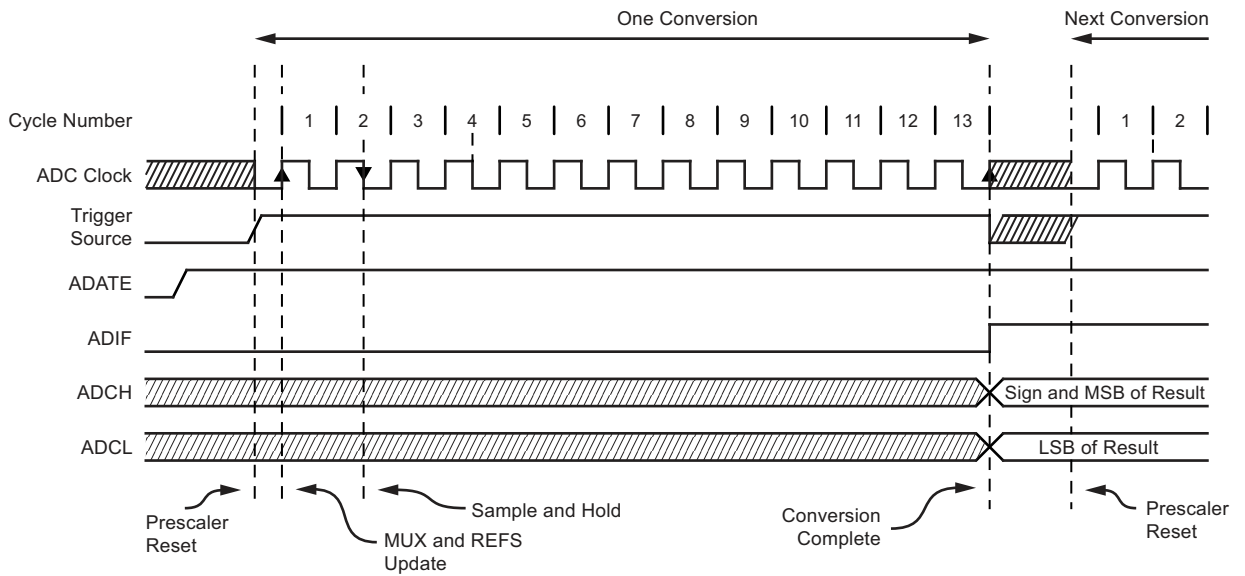 One Conversion
Next Conversion
Cycle Number
1 2 3 4 5 6 7 8 9 10 11 12 13 1 2
ADC Clock
Trigger
Source
ADATE
ADIF
ADCH
Sign and MSB of Result
ADCL
LSB of Result
Prescaler
Reset
MUX and REFS
Update
Sample and Hold
Conversion
Complete
Prescaler
Reset